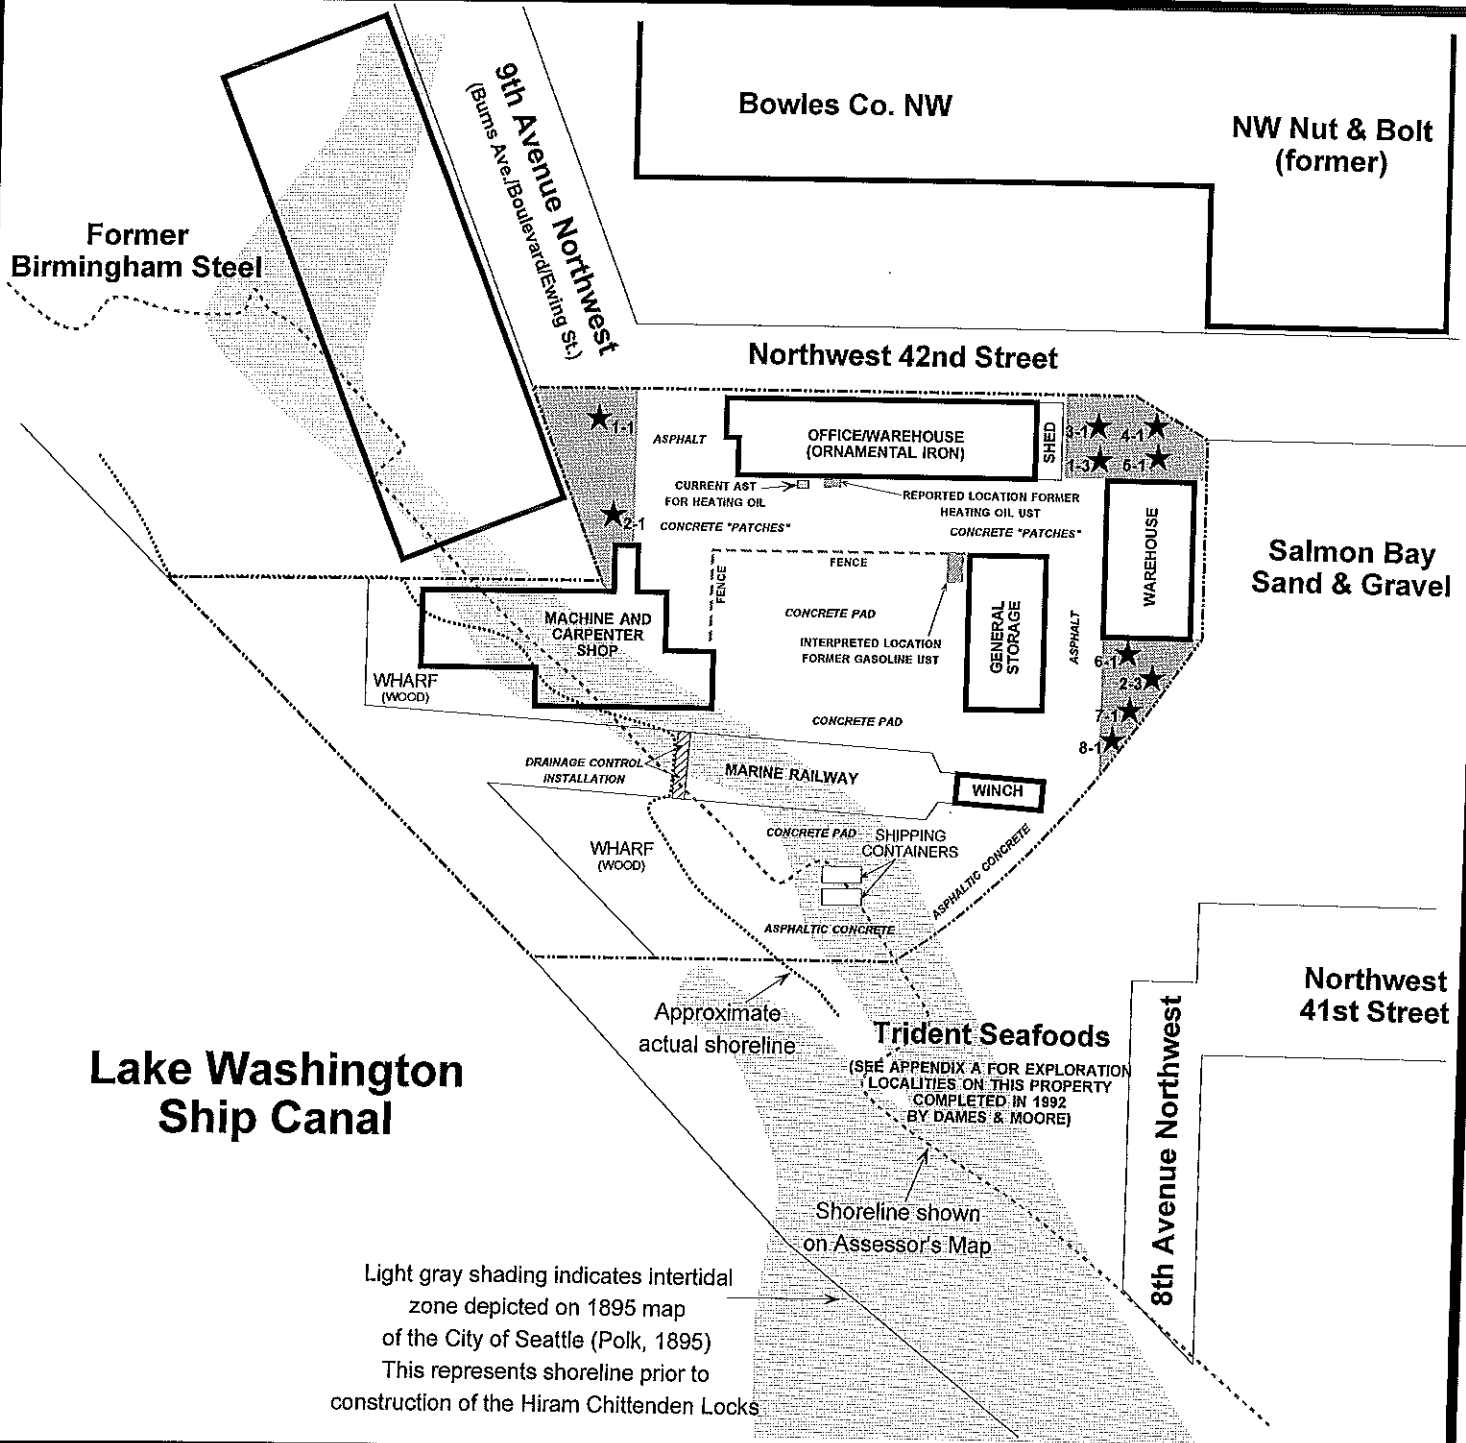 9th Avenue Northwest
(Burns Ave./Boulevard/Ewing St.)
Bowles Co. NW
NW Nut & Bolt
(former)
Former
Birmingham Steel
Northwest 42nd Street
1-1
ASPHALT
OFFICE/WAREHOUSE
(ORNAMENTAL IRON)
SHED
3-1
4-1
1-3
5-1
CURRENT AST
FOR HEATING OIL
REPORTED LOCATION FORMER
HEATING OIL UST
2-1
CONCRETE "PATCHES"
CONCRETE "PATCHES"
WAREHOUSE
Salmon Bay
Sand & Gravel
FENCE
FENCE
CONCRETE PAD
MACHINE AND
CARPENTER
SHOP
INTERPRETED LOCATION
FORMER GASOLINE UST
GENERAL
STORAGE
ASPHALT
6-1
2-3
7-1
8-1
WHARF
(WOOD)
CONCRETE PAD
DRAINAGE CONTROL
INSTALLATION
MARINE RAILWAY
WINCH
WHARF
(WOOD)
CONCRETE PAD
SHIPPING
CONTAINERS
ASPHALTIC CONCRETE
ASPHALTIC CONCRETE
Approximate
actual shoreline
Trident Seafoods
(SEE APPENDIX A FOR EXPLORATION
LOCALITIES ON THIS PROPERTY
COMPLETED IN 1992
BY DAMES & MOORE)
Northwest
41st Street
8th Avenue Northwest
Lake Washington
Ship Canal
Shoreline shown
on Assessor's Map
Light gray shading indicates intertidal
zone depicted on 1895 map
of the City of Seattle (Polk, 1895)
This represents shoreline prior to
construction of the Hiram Chittenden Locks